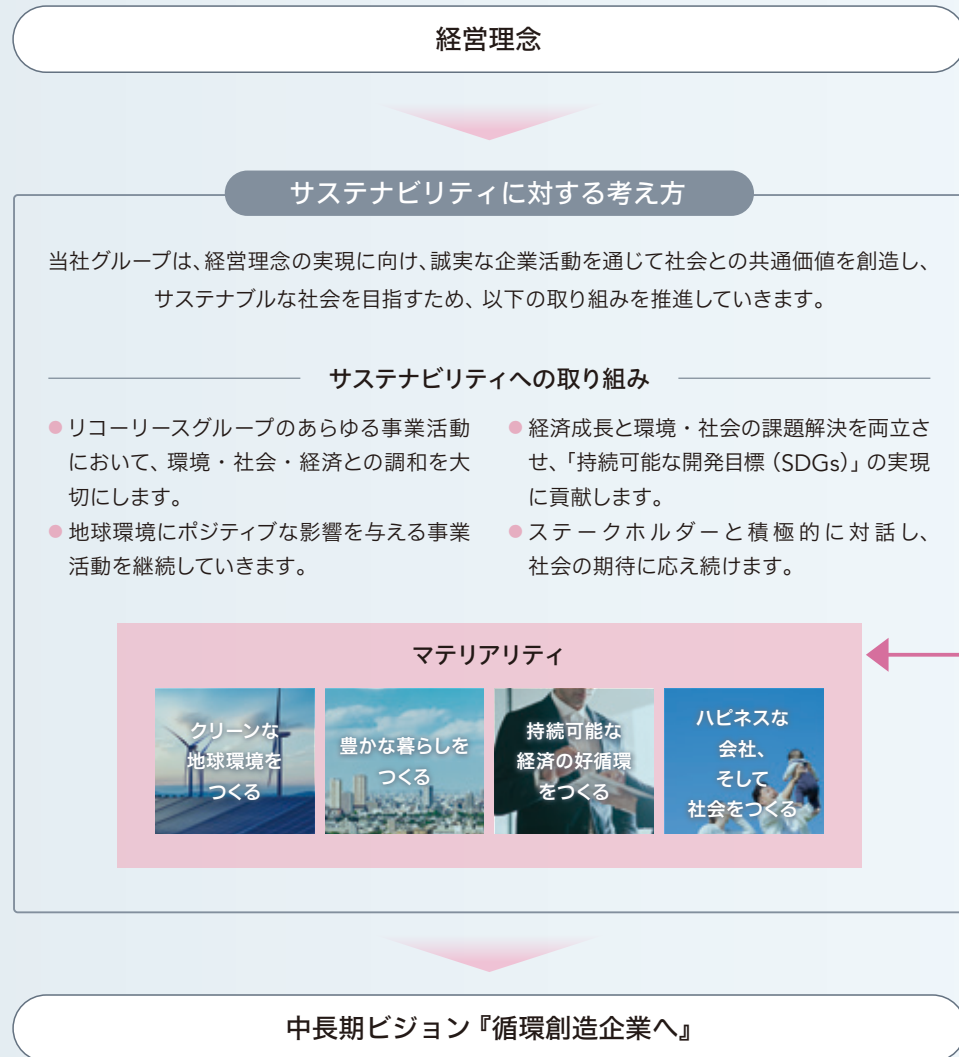 経営理念
サステナビリティに対する考え方
当社グループは、経営理念の実現に向け、誠実な企業活動を通じて社会との共通価値を創造し、
サステナブルな社会を目指すため、以下の取り組みを推進していきます。
サステナビリティへの取り組み
●リコーリースグループのあらゆる事業活動
において、環境・社会・経済との調和を大
切にします。
●地球環境にポジティブな影響を与える事業
活動を継続していきます。
●経済成長と環境・社会の課題解決を両立さ
せ、「持続可能な開発目標（SDGs）」の実現
に貢献します。
●ステークホルダーと積極的に対話し、
社会の期待に応え続けます。
マテリアリティ
クリーンな
地球環境を
つくる
豊かな暮らしを
つくる
持続可能な
経済の好循環
をつくる
ハピネスな
会社、
そして
社会をつくる
中長期ビジョン『循環創造企業へ』